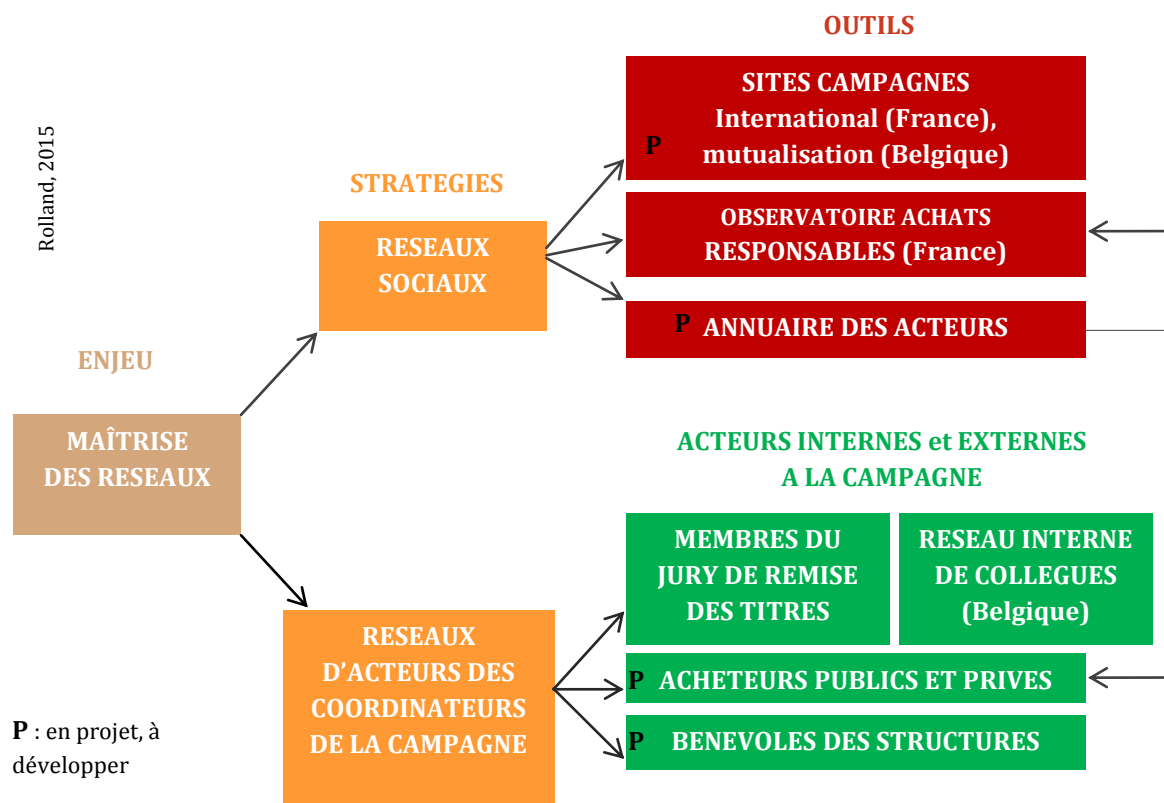 OUTILS
SITES CAMPAGNES
International (France),
P
mutualisation (Belgique)
Rolland, 2015
STRATEGIES
RESEAUX
SOCIAUX
OBSERVATOIRE ACHATS
RESPONSABLES (France)
P ANNUAIRE DES ACTEURS
ENJEU
MAÎTRISE
DES RESEAUX
ACTEURS INTERNES et EXTERNES
A LA CAMPAGNE
MEMBRES DU
JURY DE REMISE
DES TITRES
RESEAU INTERNE
DE COLLEGUES
(Belgique)
RESEAUX
D’ACTEURS DES
COORDINATEURS
DE LA CAMPAGNE
P ACHETEURS PUBLICS ET PRIVES
P BENEVOLES DES STRUCTURES
P : en projet, à
développer